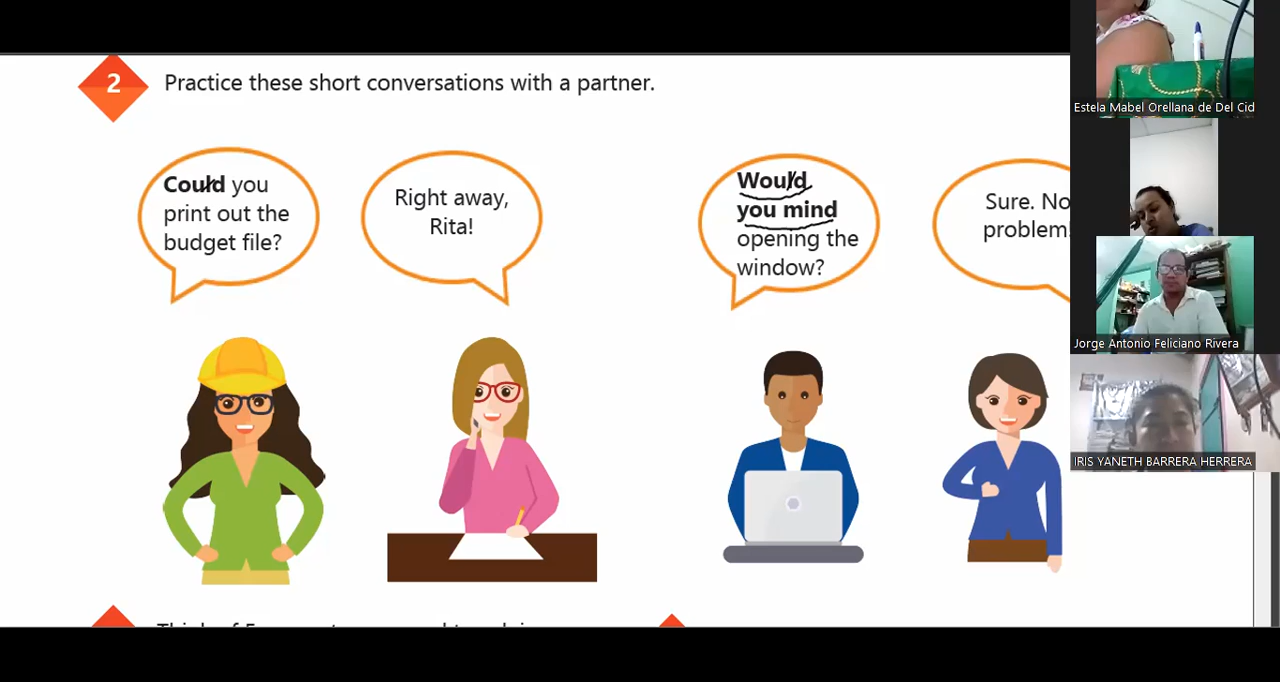 2
Practice these short conversations with a partner.
Could you
print out the
budget file?
Right away,
Rita!
Would
you mind
opening the
window?
Sure. No
problem!
Estela Mabel Orellana de Del Cid
Jorge Antonio Feliciano Rivera
IRIS YANETH BARRERA HERRERA